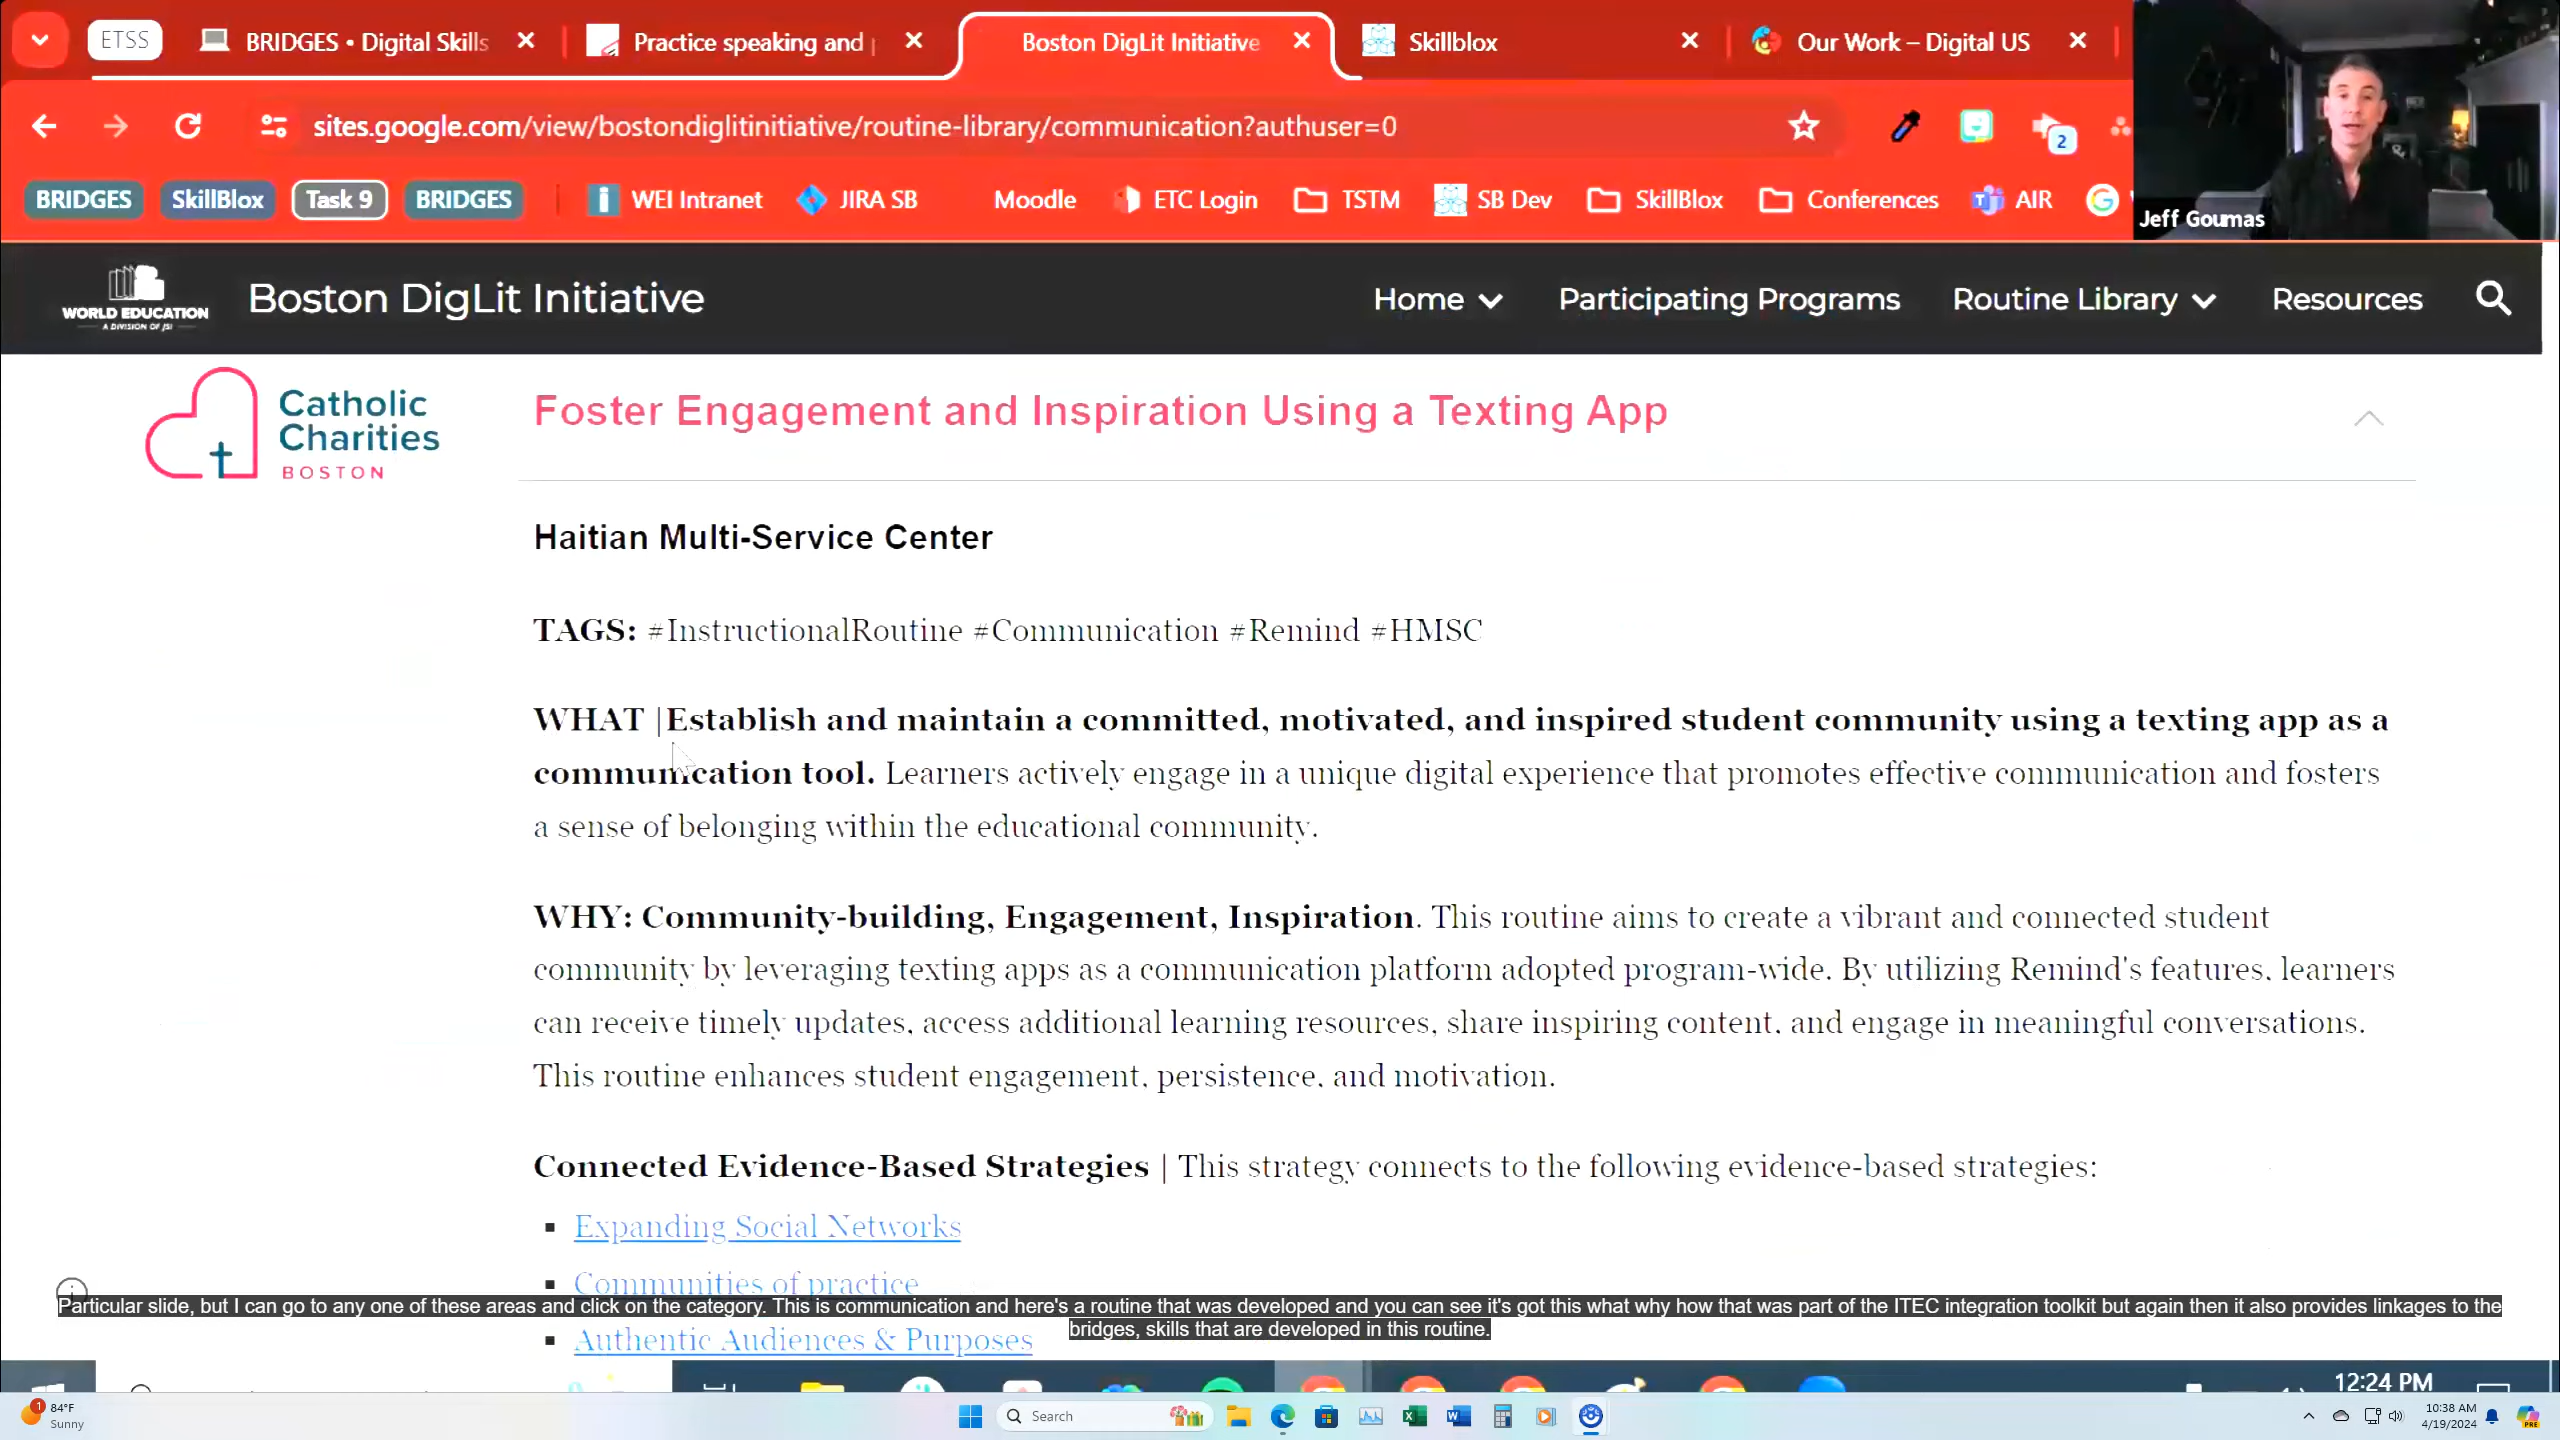 ETSS
BRIDGES • Digital Skills
Practice speaking and
Boston DigLit Initiative
Skillblox
Our Work – Digital US
sites.google.com/view/bostondiglitinitiative/routine-library/communication?authuser=0
2
BRIDGES
SkillBlox
Task 9
BRIDGES
WEI Intranet
JIRA SB
Moodle
ETC Login
TSTM
SB Dev
SkillBlox
Conferences
AIR
Jeff Goumas
WORLD EDUCATION
A DIVISION OF JSI
Boston DigLit Initiative
Home
Participating Programs
Routine Library
Resources
Catholic
Charities
BOSTON
Foster Engagement and Inspiration Using a Texting App
Haitian Multi-Service Center
TAGS: #InstructionalRoutine #Communication #Remind #HMSC
WHAT |Establish and maintain a committed, motivated, and inspired student community using a texting app as a
communication tool. Learners actively engage in a unique digital experience that promotes effective communication and fosters
a sense of belonging within the educational community.
WHY: Community-building, Engagement, Inspiration. This routine aims to create a vibrant and connected student
community by leveraging texting apps as a communication platform adopted program-wide. By utilizing Remind's features, learners
can receive timely updates, access additional learning resources, share inspiring content, and engage in meaningful conversations.
This routine enhances student engagement, persistence, and motivation.
Connected Evidence-Based Strategies | This strategy connects to the following evidence-based strategies:
▪ Expanding Social Networks
▪ Communities of practice
Particular slide, but I can go to any one of these areas and click on the category. This is communication and here's a routine that was developed and you can see it's got this what why how that was part of the ITEC integration toolkit but again then it also provides linkages to the
bridges, skills that are developed in this routine.
▪ Authentic Audiences & Purposes
12:24 PM
1
84°F
Sunny
Search
10:38 AM
4/19/2024
PRE